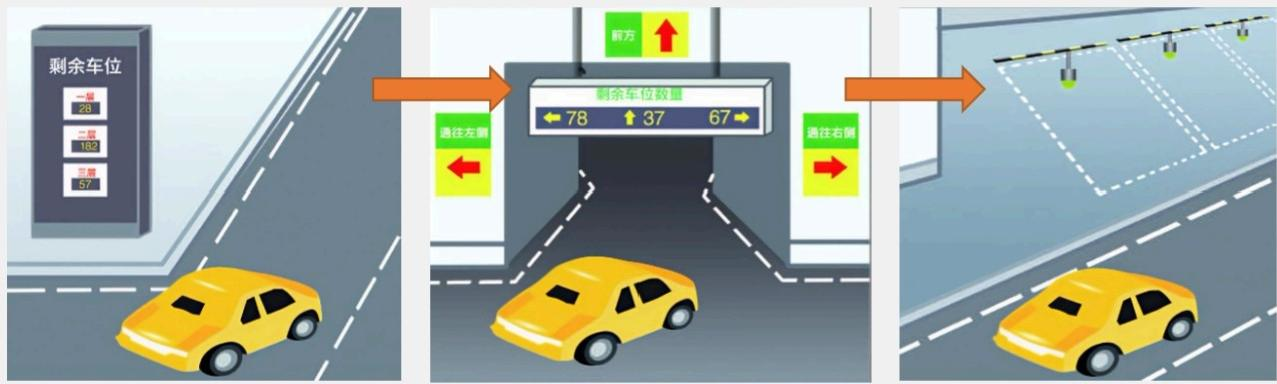 剩余车位
一层
28
二层
182
三层
57
前方
剩余车位数量
78 37 67
通往左侧
通往右侧